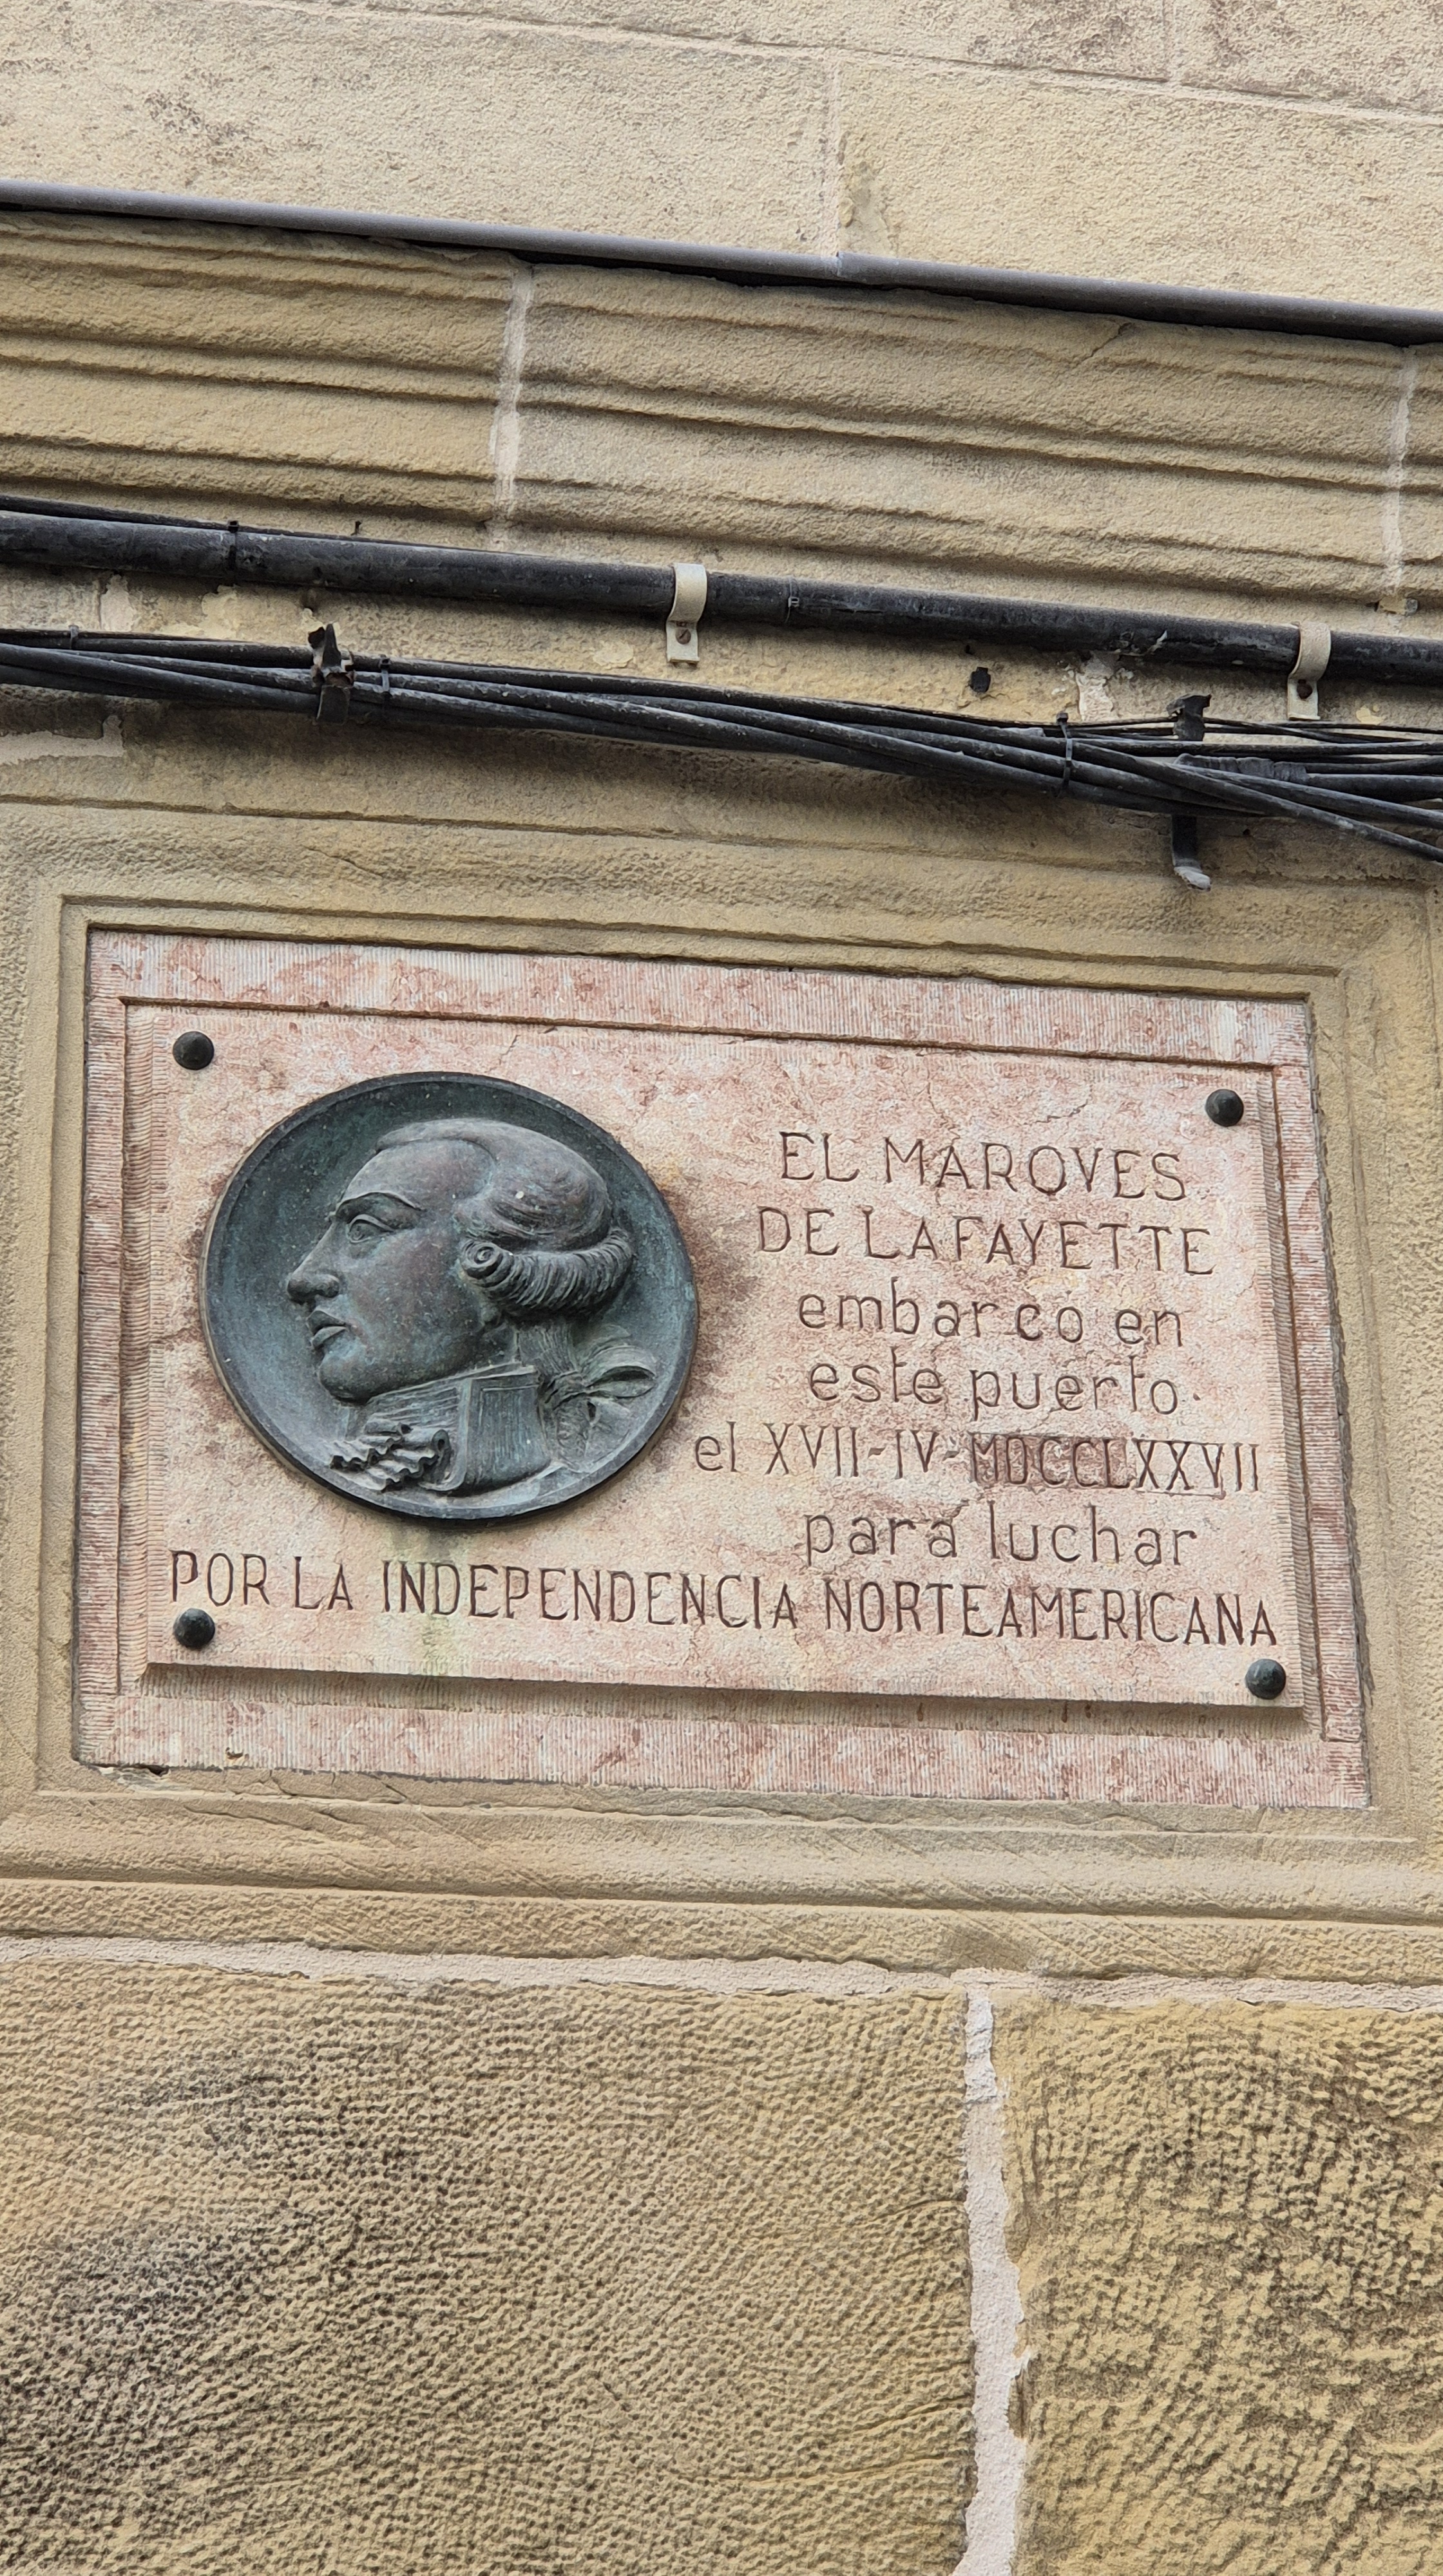 EL MARQVES
DE LAFAYETTE
embarco en
este puerto
el XVII-IV-MDCCLXXVII
para luchar
POR LA INDEPENDENCIA NORTEAMERICANA